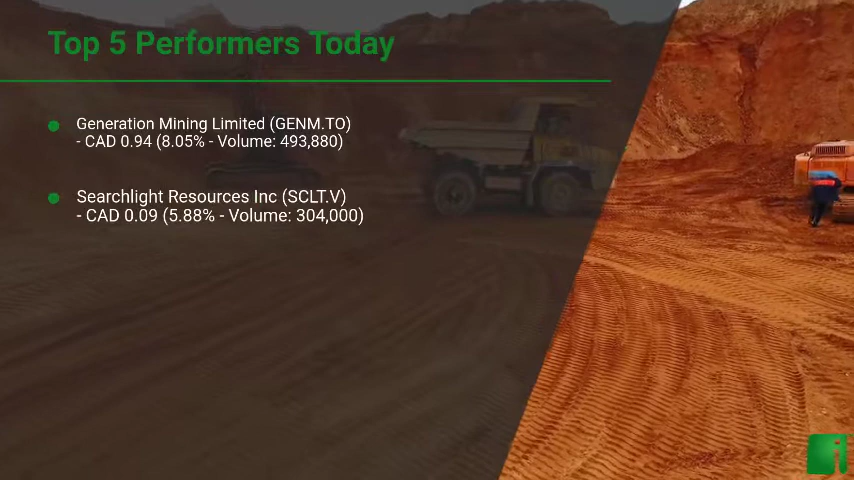 Top 5 Performers Today
Generation Mining Limited (GENM.TO)
- CAD 0.94 (8.05% - Volume: 493,880)
Searchlight Resources Inc (SCLT.V)
- CAD 0.09 (5.88% - Volume: 304,000)